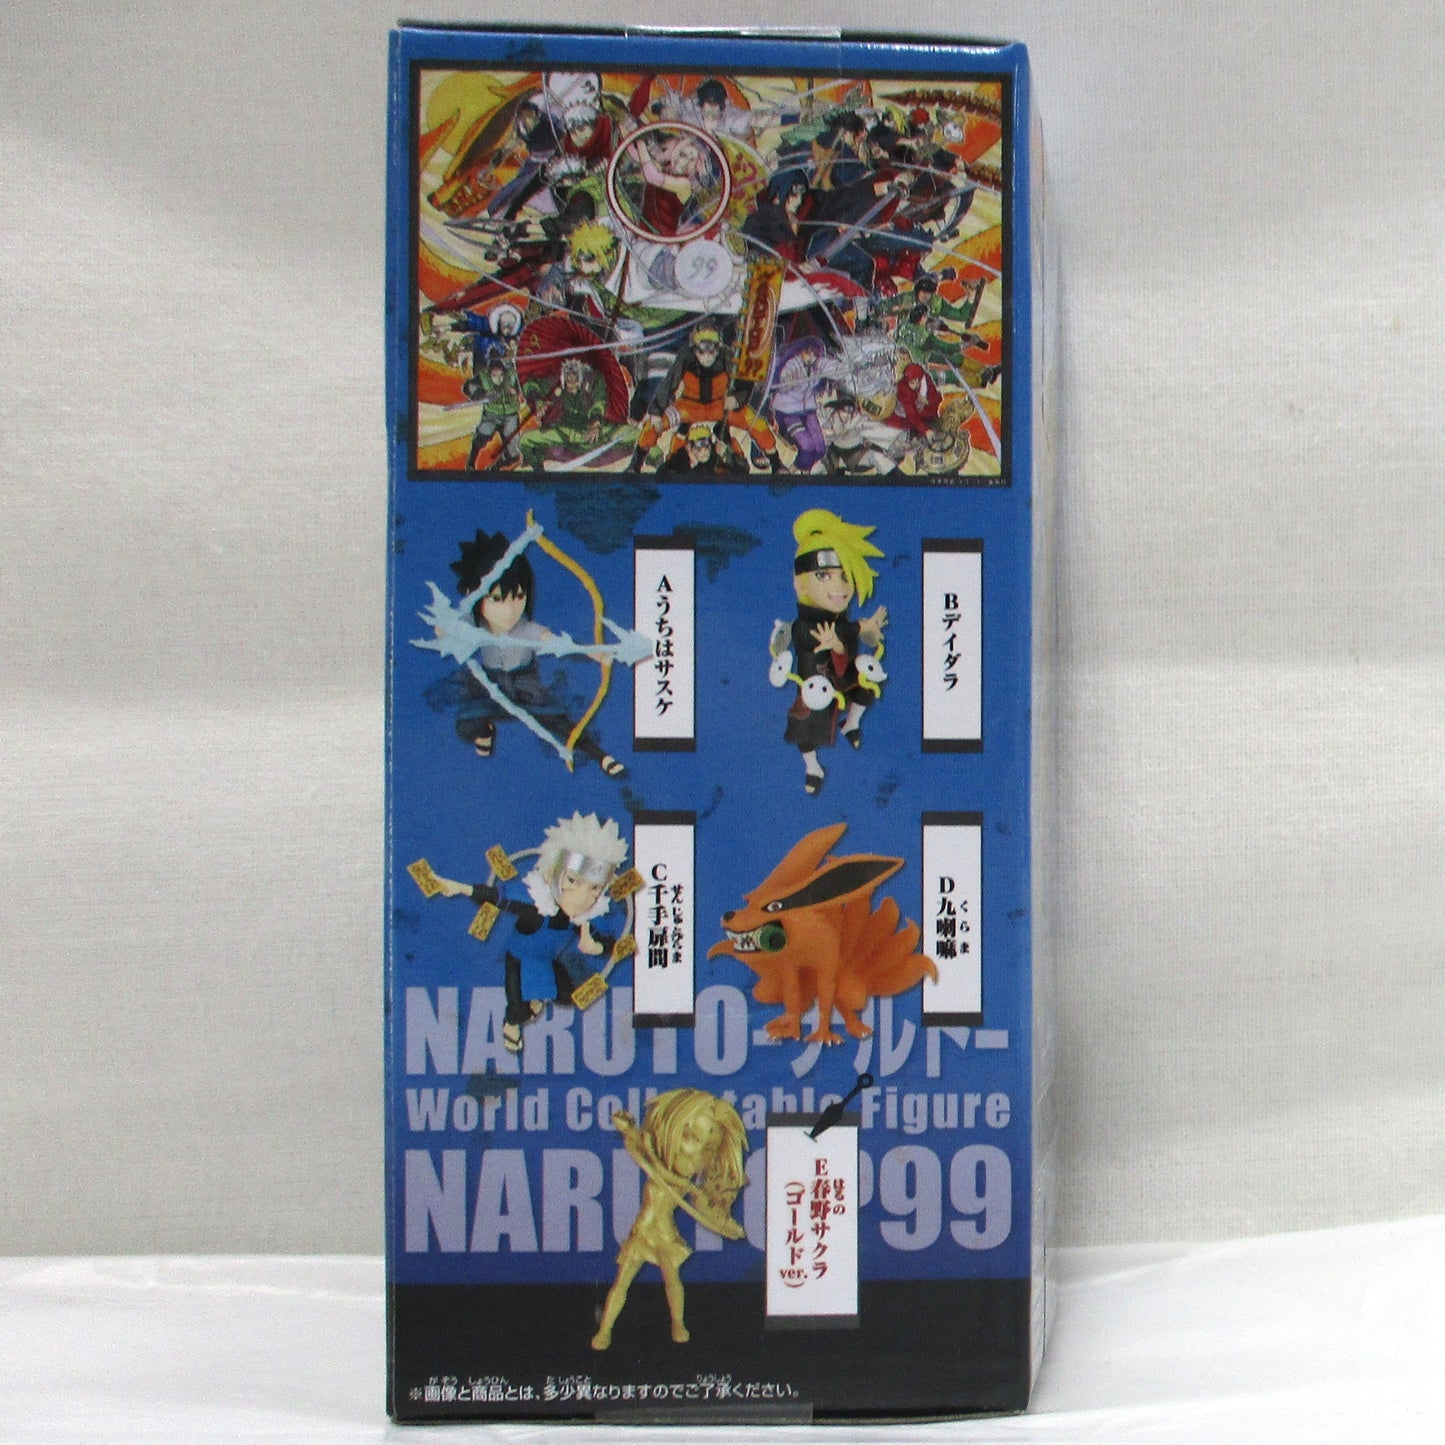 99
Aうちはサスケ
Bデイダラ
C千手扉間
せんじゅとびらま
D九喇嘛
くらま
NARUTO-ナルト-
World Collectable Figure
NARUTOP99
E春野サクラ
はるの
(ゴールドver.)
がぞう しょうひん たしょうこと りょうしょう
※画像と商品とは、多少異なりますのでご了承ください。